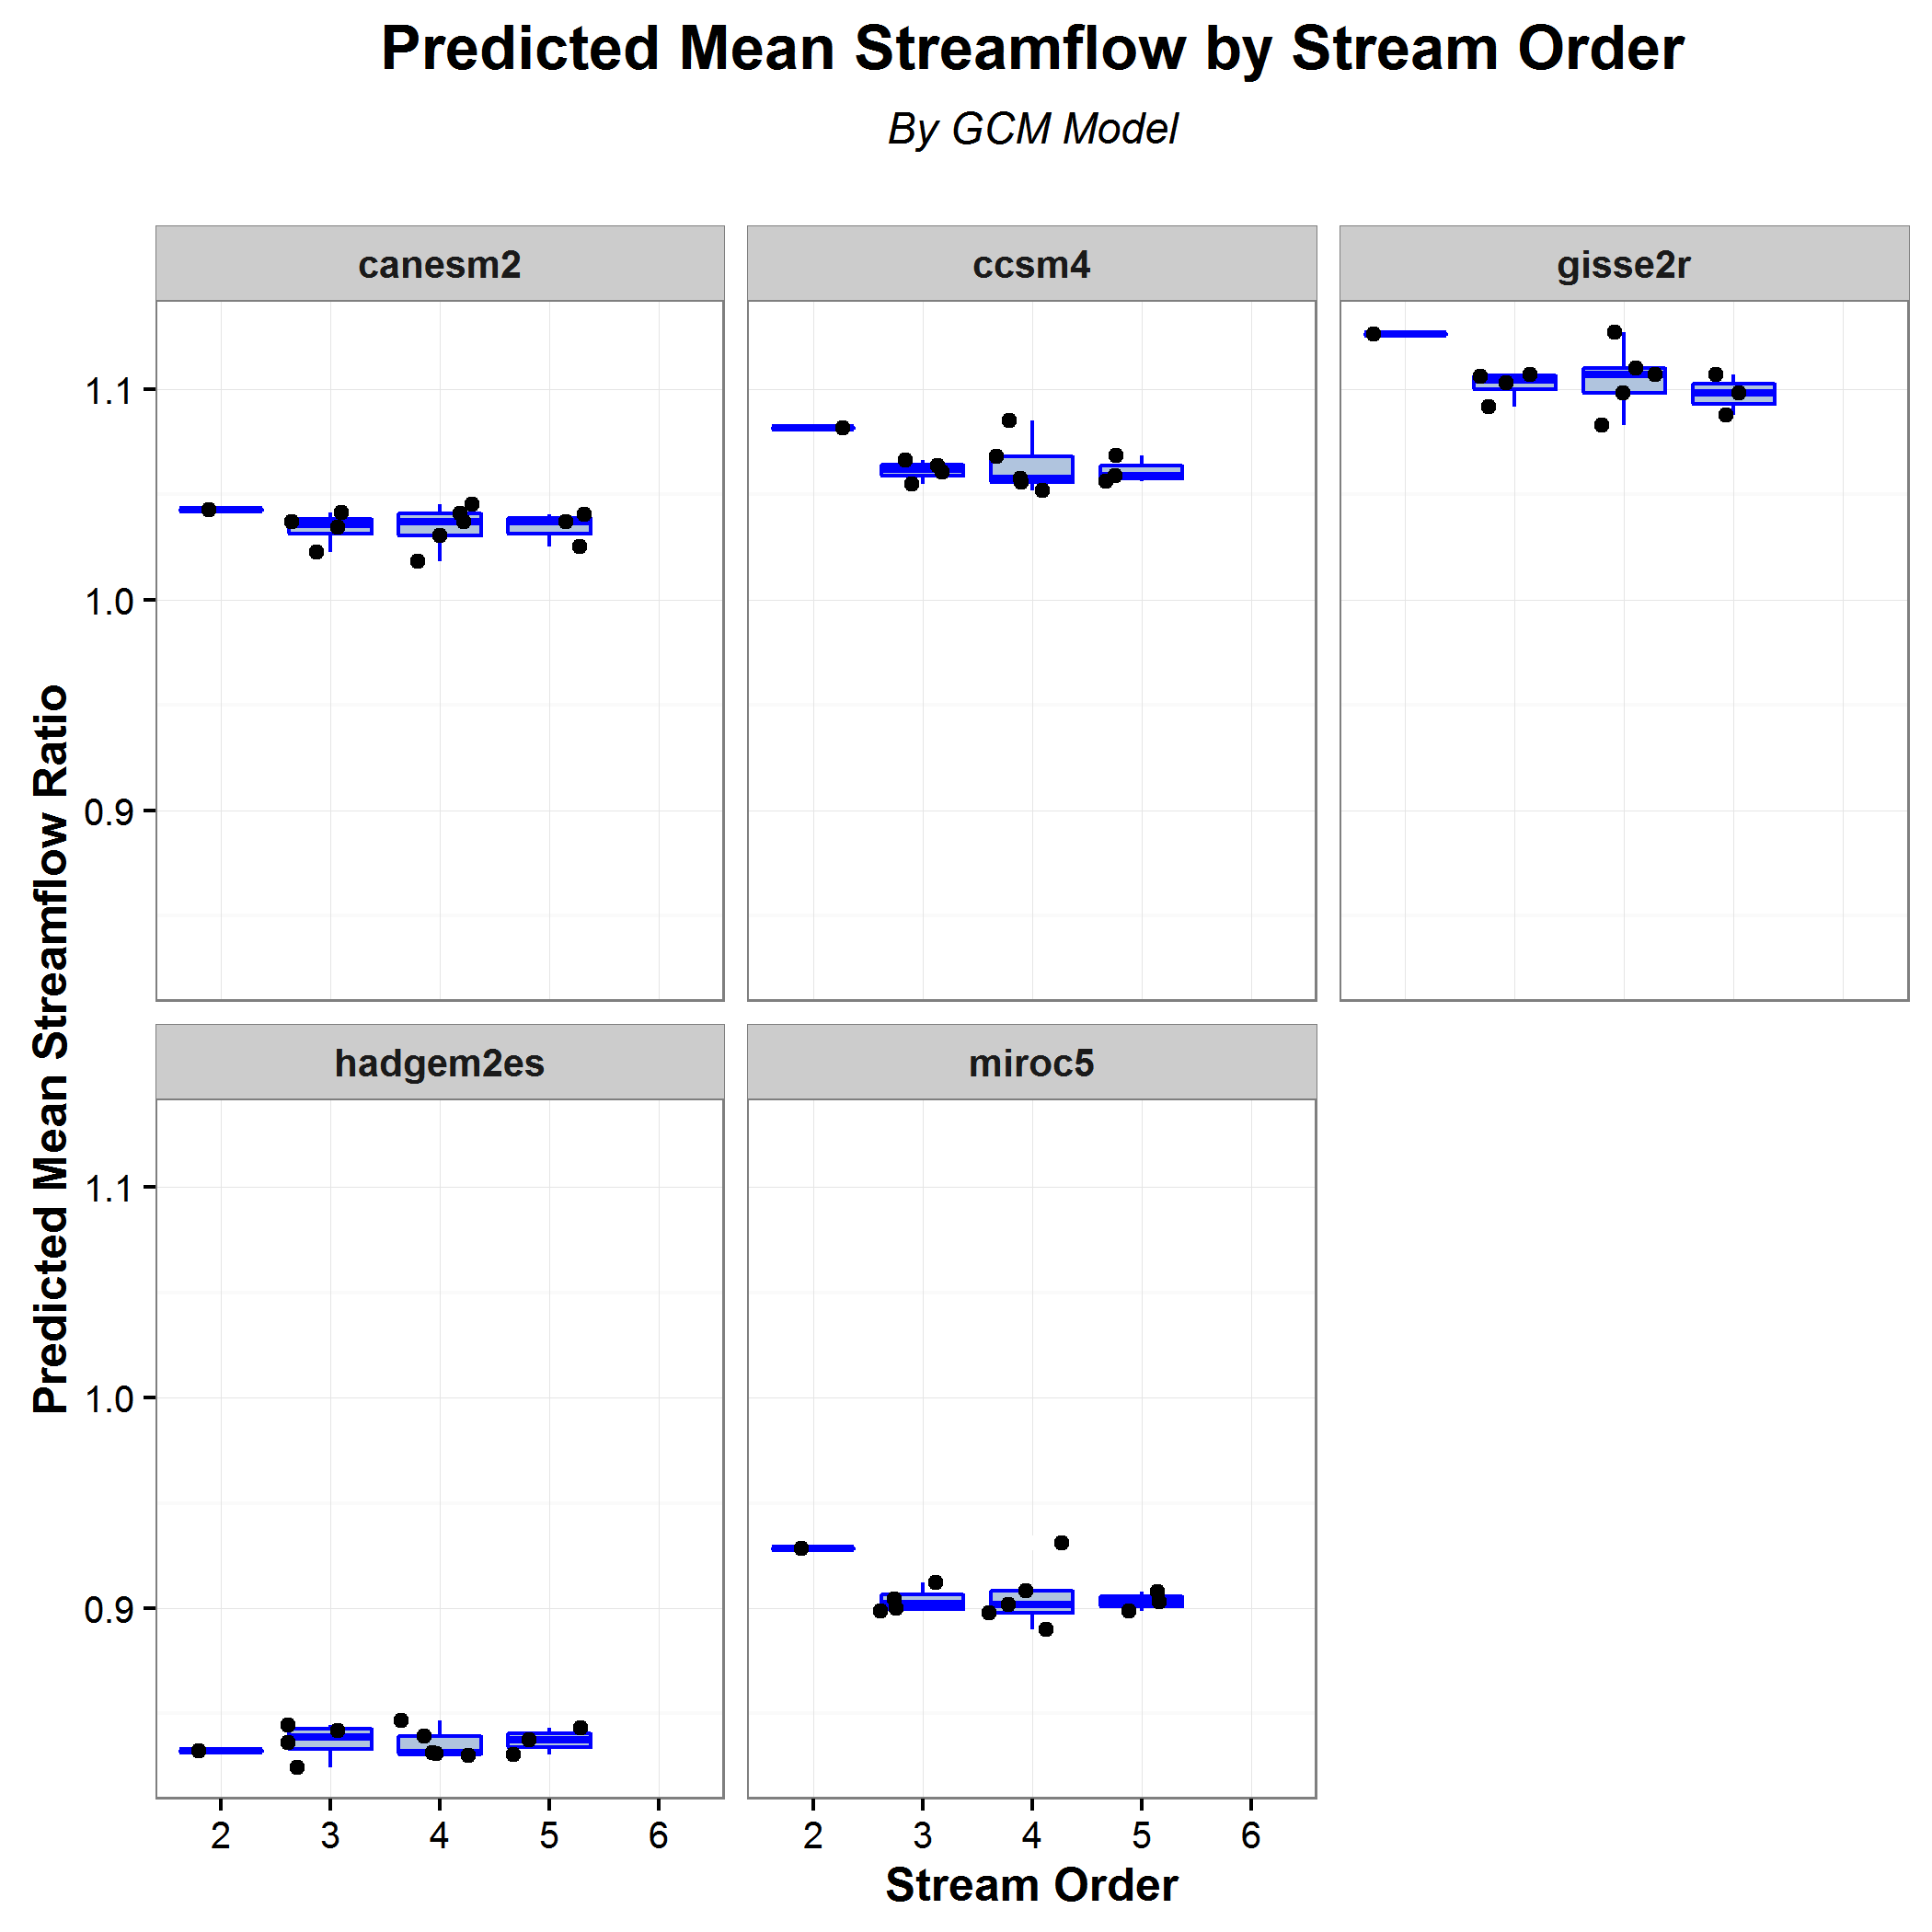 Predicted Mean Streamflow by Stream Order
By GCM Model
canesm2
ccsm4
gisse2r
1.1
1.0
0.9
Predicted Mean Streamflow Ratio
hadgem2es
miroc5
1.1
1.0
0.9
2 3 4 5 6
2 3 4 5 6
Stream Order